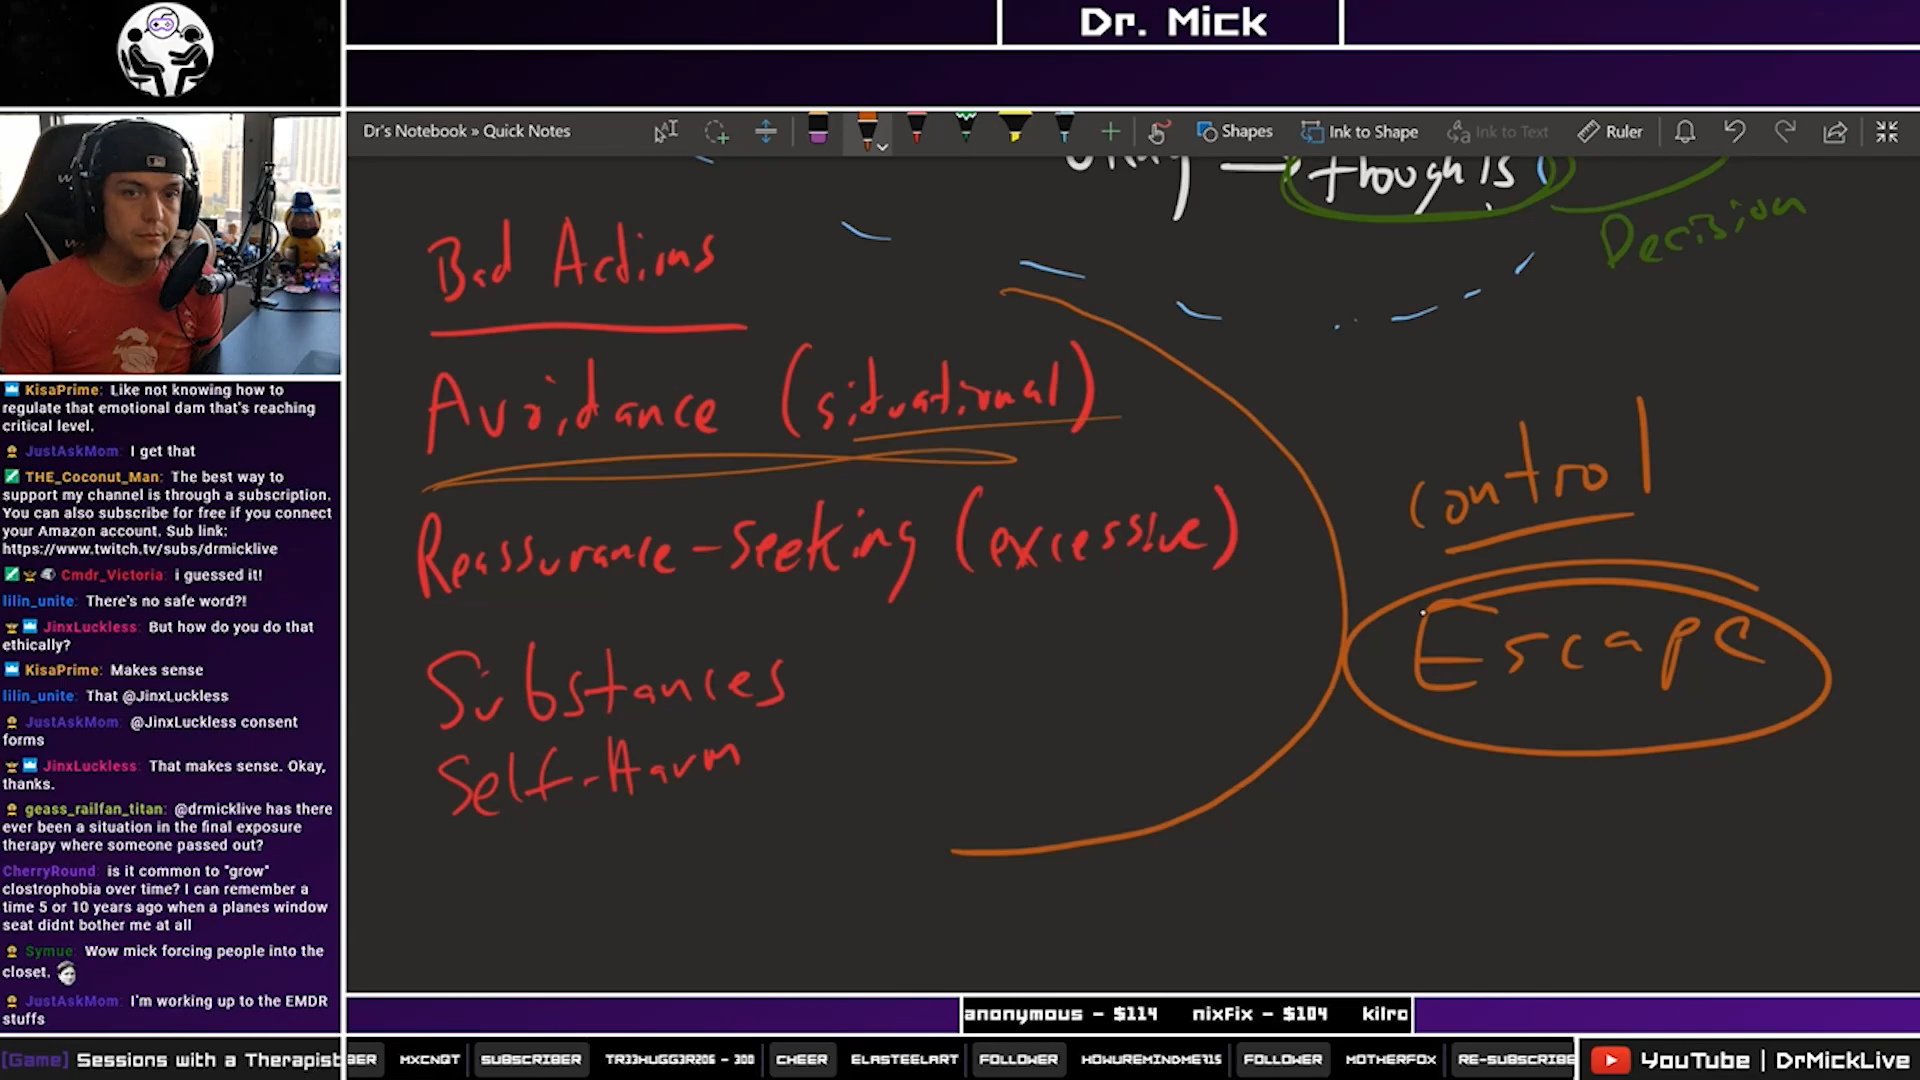 Dr. Mick
Dr's Notebook » Quick Notes
Shapes
Ink to Shape
Ink to Text
Ruler
thoughts
Decision
Bad Actions
Avoidance (situational)
Reassurance-seeking (excessive)
Substances
Self-Harm
control
Escape
KisaPrime: Like not knowing how to
regulate that emotional dam that's reaching
critical level.
JustAskMom: I get that
THE_Coconut_Man: The best way to
support my channel is through a subscription.
You can also subscribe for free if you connect
your Amazon account, Sub link:
https://www.twitch.tv/subs/drmicklive
Cmdr_Victoria: i guessed it!
lilin_unite: There's no safe word?!
JinxLuckless: But how do you do that
ethically?
KisaPrime: Makes sense
lilin_unite: That @JinxLuckless
JustAskMom: @JinxLuckless consent
forms
JinxLuckless: That makes sense. Okay,
thanks.
geass_railfan_titan: @drmicklive has there
ever been a situation in the final exposure
therapy where someone passed out?
CherryRound: is it common to "grow"
clostrophobia over time? I can remember a
time 5 or 10 years ago when a planes window
seat didnt bother me at all
Symue: Wow mick forcing people into the
closet.
JustAskMom: I'm working up to the EMDR
stuffs
anonymous - $114 nixFix - $104 kilro
[Game] Sessions with a Therapist
BER MXCNBT SUBSCRIBER TR33HUGG3R206 - 300 CHEER ELASTEELART FOLLOWER HOWUREMINDME715 FOLLOWER MOTHERFOX RE-SUBSCRIBE
YouTube | DrMickLive